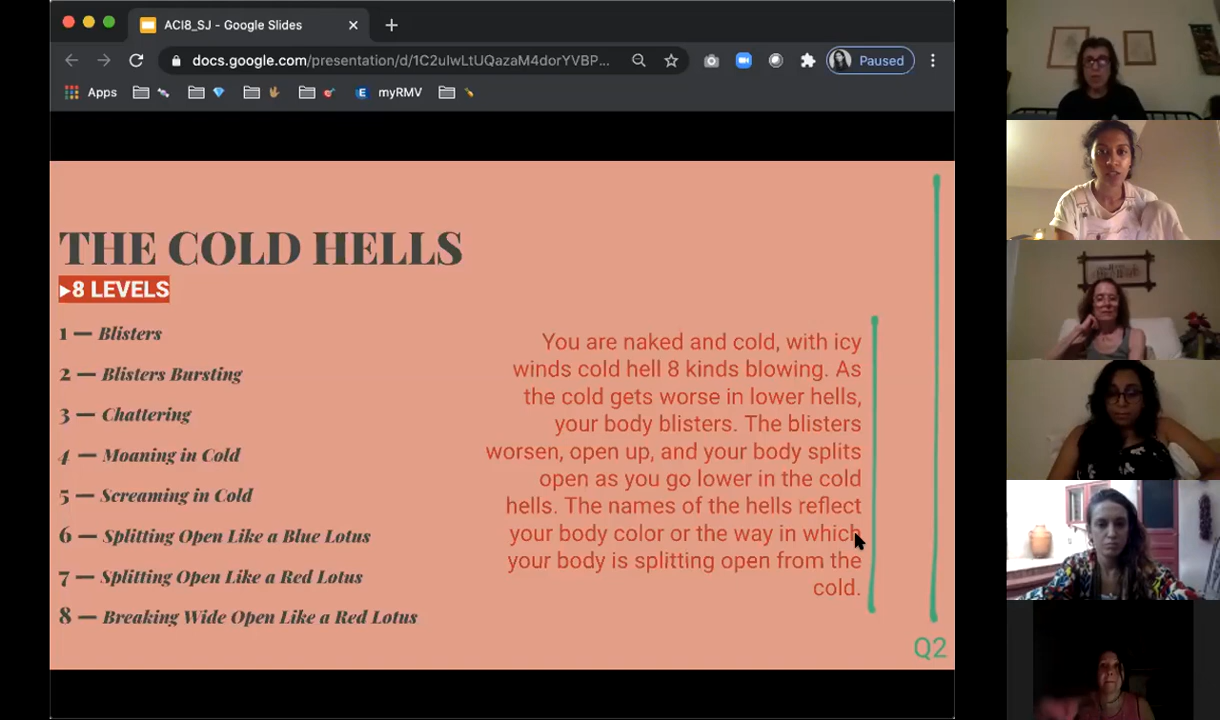 ACI8_SJ - Google Slides
docs.google.com/presentation/d/1C2ulwLtUQazaM4dorYVBP...
Paused
Apps
E myRMV
THE COLD HELLS
▸8 LEVELS
1 — Blisters
2 — Blisters Bursting
3 — Chattering
4 — Moaning in Cold
5 — Screaming in Cold
6 — Splitting Open Like a Blue Lotus
7 — Splitting Open Like a Red Lotus
8 — Breaking Wide Open Like a Red Lotus
You are naked and cold, with icy
winds cold hell 8 kinds blowing. As
the cold gets worse in lower hells,
your body blisters. The blisters
worsen, open up, and your body splits
open as you go lower in the cold
hells. The names of the hells reflect
your body color or the way in which
your body is splitting open from the
cold.
Q2